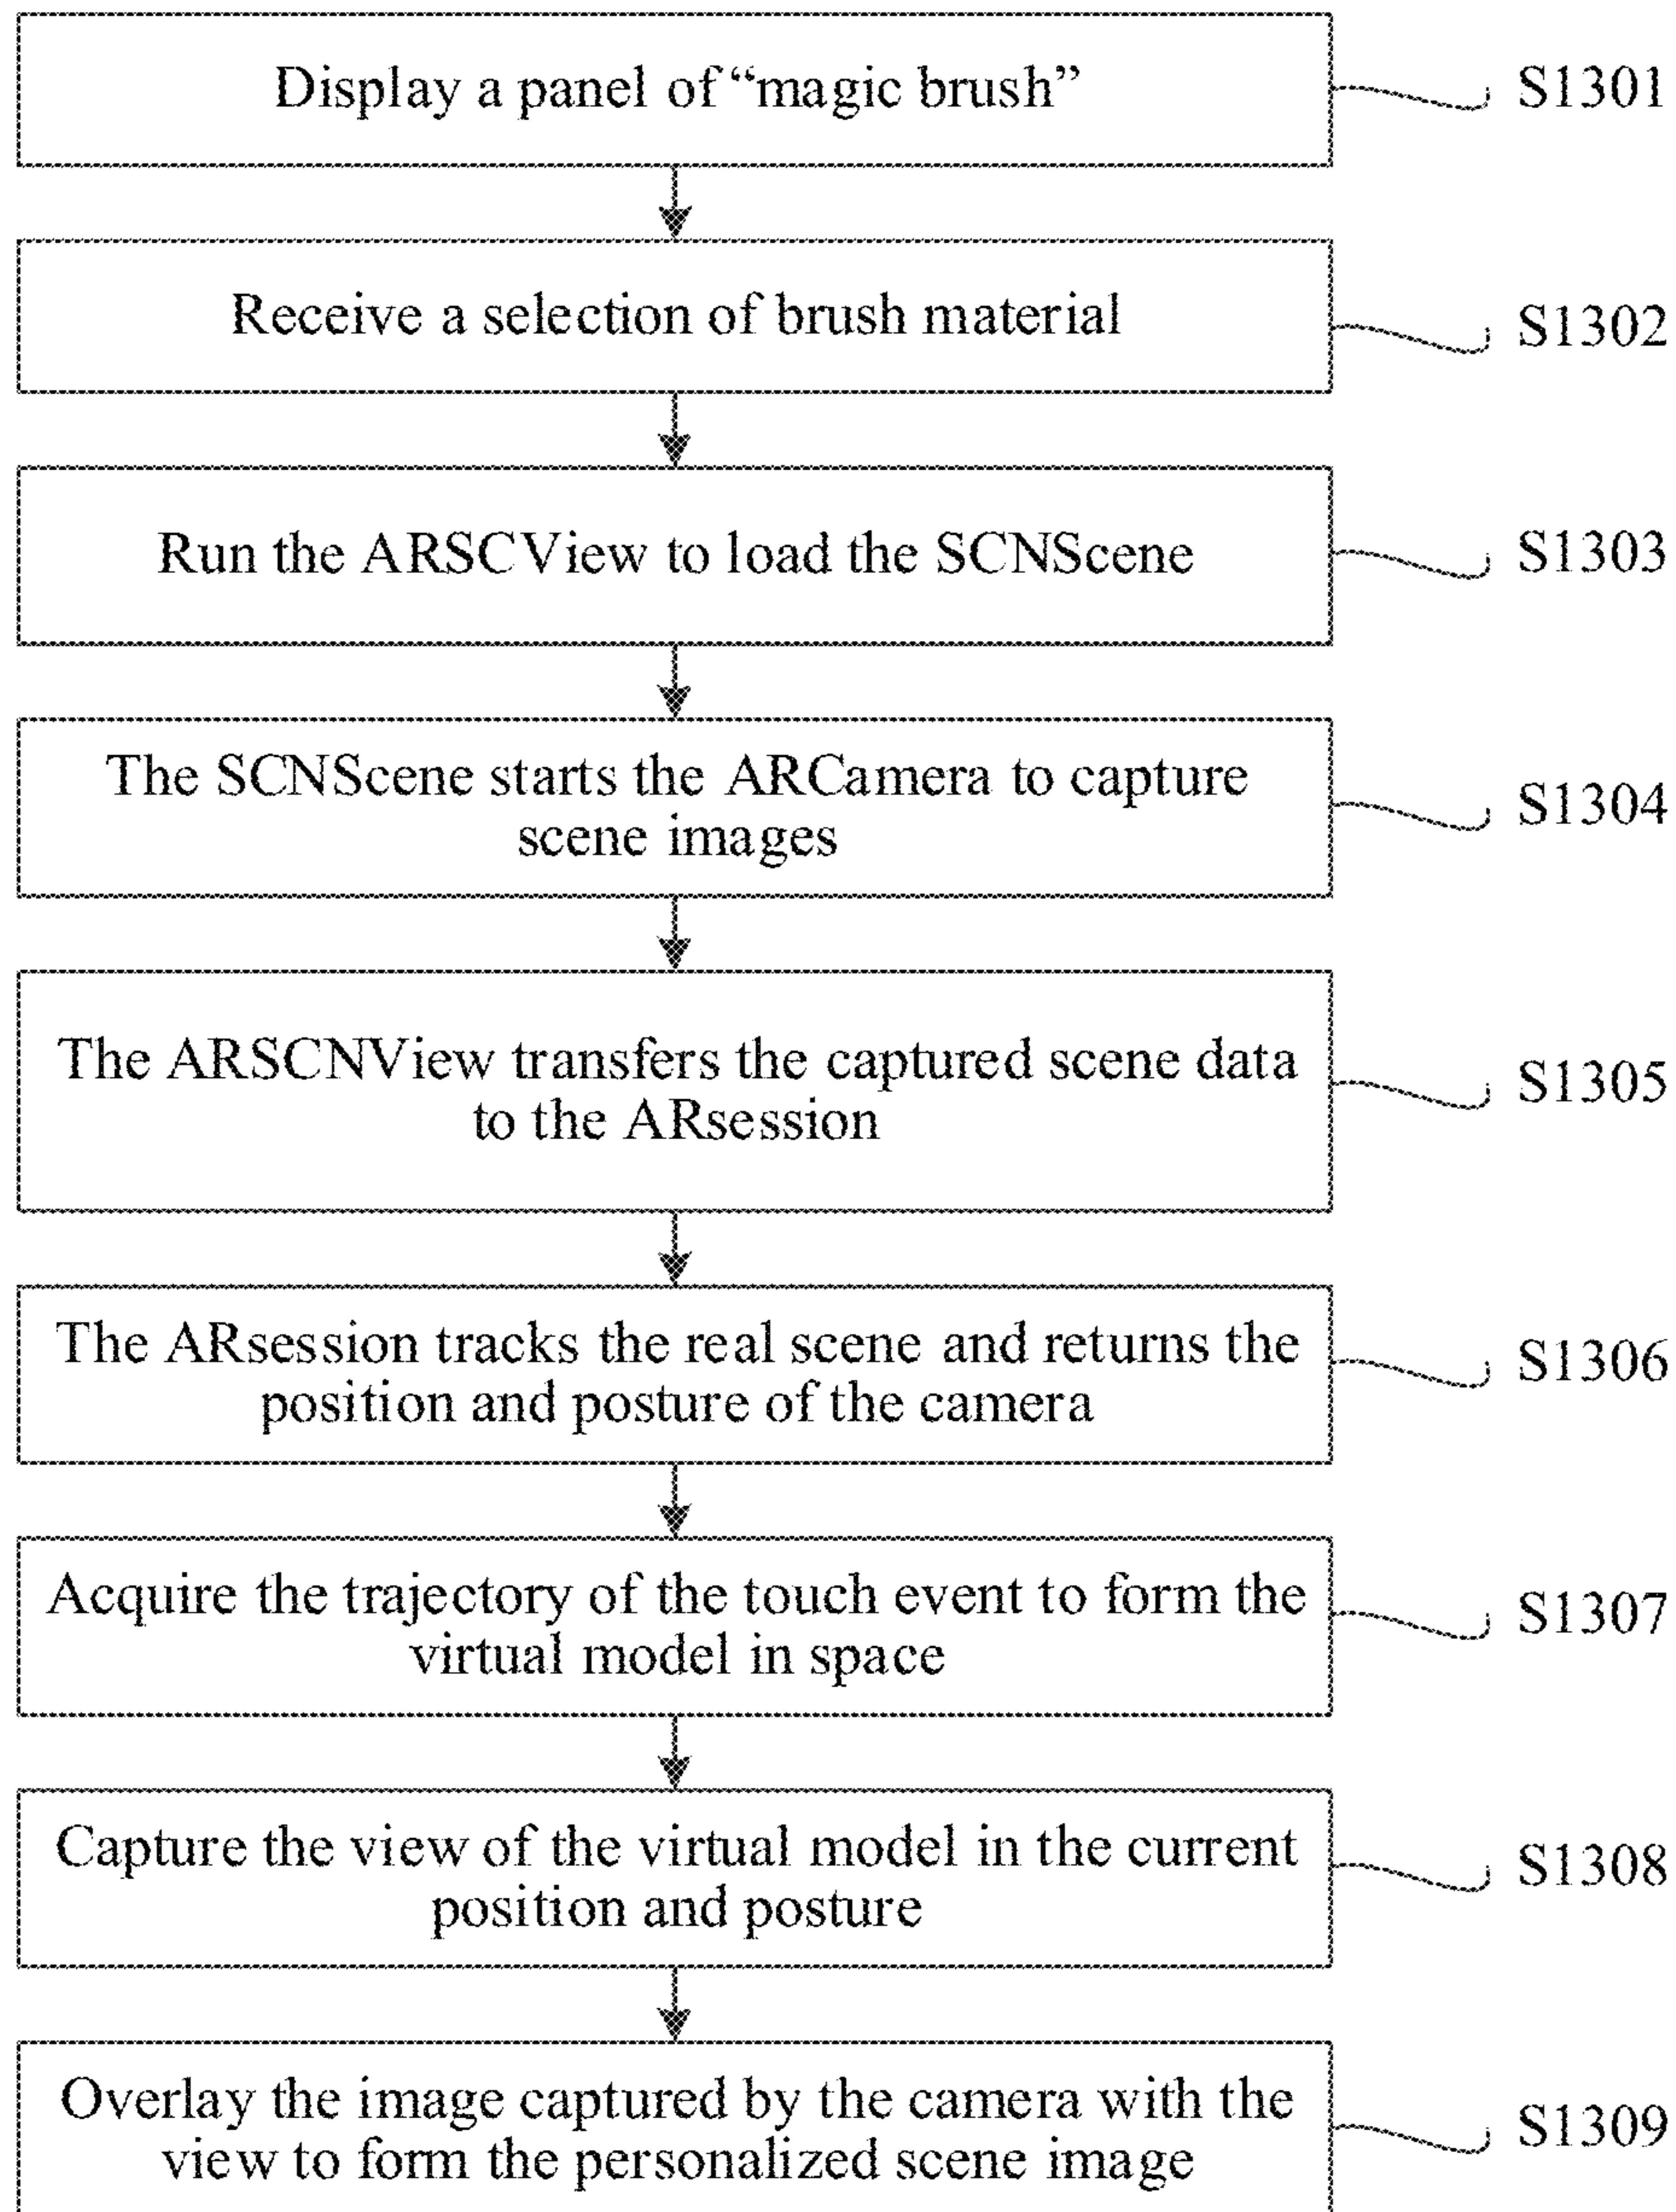 Display a panel of “magic brush”
S1301
Receive a selection of brush material
S1302
Run the ARSCView to load the SCNScene
S1303
The SCNScene starts the ARCamera to capture
scene images
S1304
The ARSCNView transfers the captured scene data
to the ARsession
S1305
The ARsession tracks the real scene and returns the
position and posture of the camera
S1306
Acquire the trajectory of the touch event to form the
virtual model in space
S1307
Capture the view of the virtual model in the current
position and posture
S1308
Overlay the image captured by the camera with the
view to form the personalized scene image
S1309